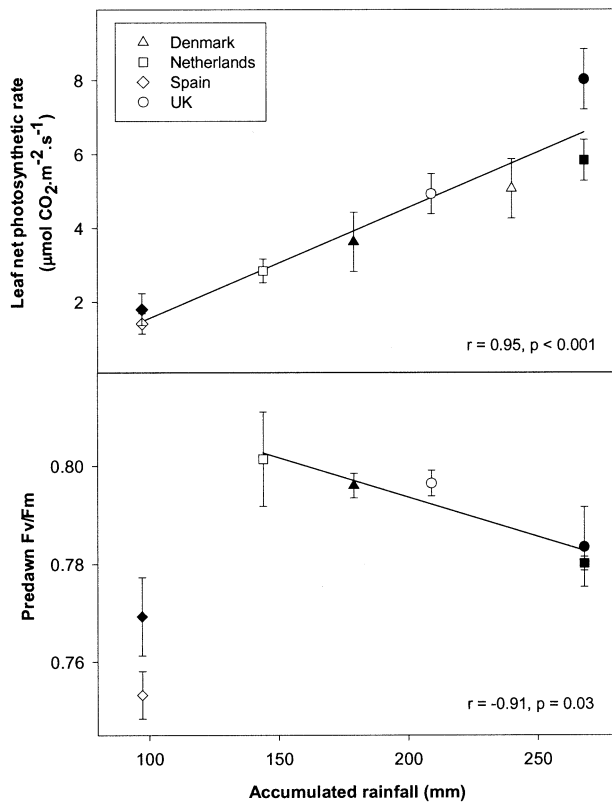 Leaf net photosynthetic rate
(μmol CO₂.m⁻².s⁻¹)
Denmark
Netherlands
Spain
UK
8
6
4
2
r = 0.95, p < 0.001
Predawn Fv/Fm
0.80
0.78
0.76
r = -0.91, p = 0.03
100 150 200 250
Accumulated rainfall (mm)